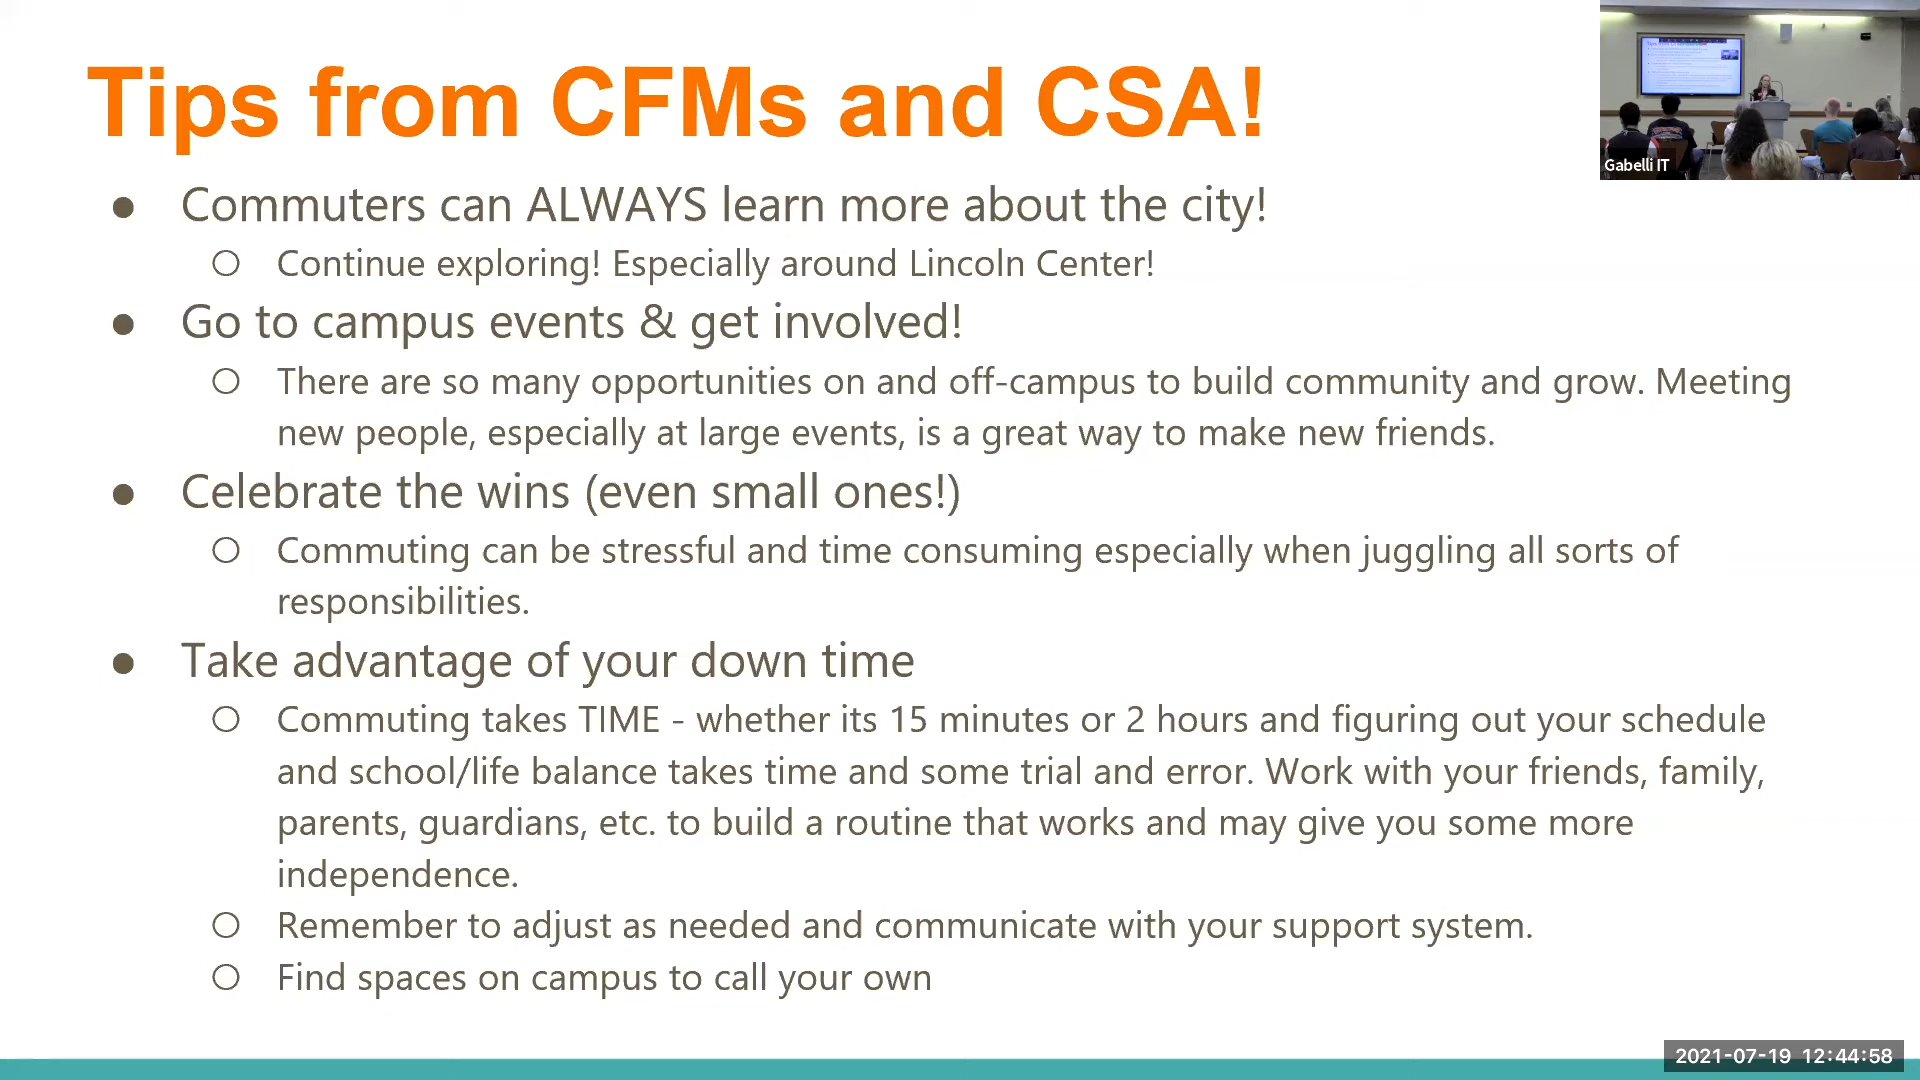 Tips from CFMs and CSA!
Gabelli IT
● Commuters can ALWAYS learn more about the city!
○ Continue exploring! Especially around Lincoln Center!
● Go to campus events & get involved!
○ There are so many opportunities on and off-campus to build community and grow. Meeting
new people, especially at large events, is a great way to make new friends.
● Celebrate the wins (even small ones!)
○ Commuting can be stressful and time consuming especially when juggling all sorts of
responsibilities.
● Take advantage of your down time
○ Commuting takes TIME - whether its 15 minutes or 2 hours and figuring out your schedule
and school/life balance takes time and some trial and error. Work with your friends, family,
parents, guardians, etc. to build a routine that works and may give you some more
independence.
○ Remember to adjust as needed and communicate with your support system.
○ Find spaces on campus to call your own
2021-07-19 12:44:58